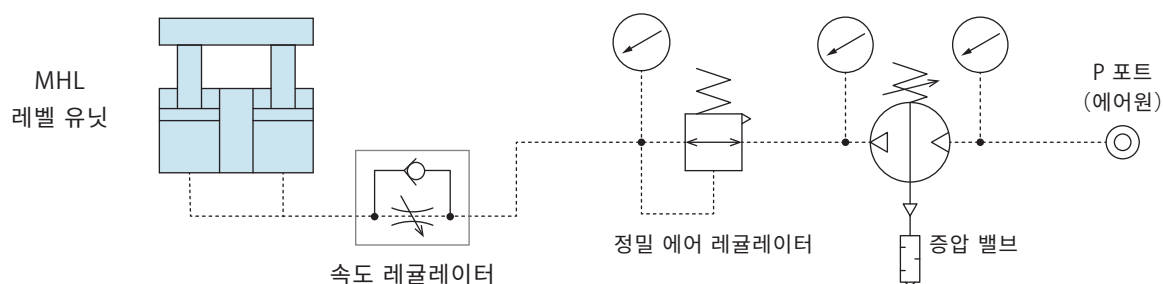 MHL
레벨 유닛
P 포트
(에어원)
정밀 에어 레귤레이터
증압 밸브
속도 레귤레이터